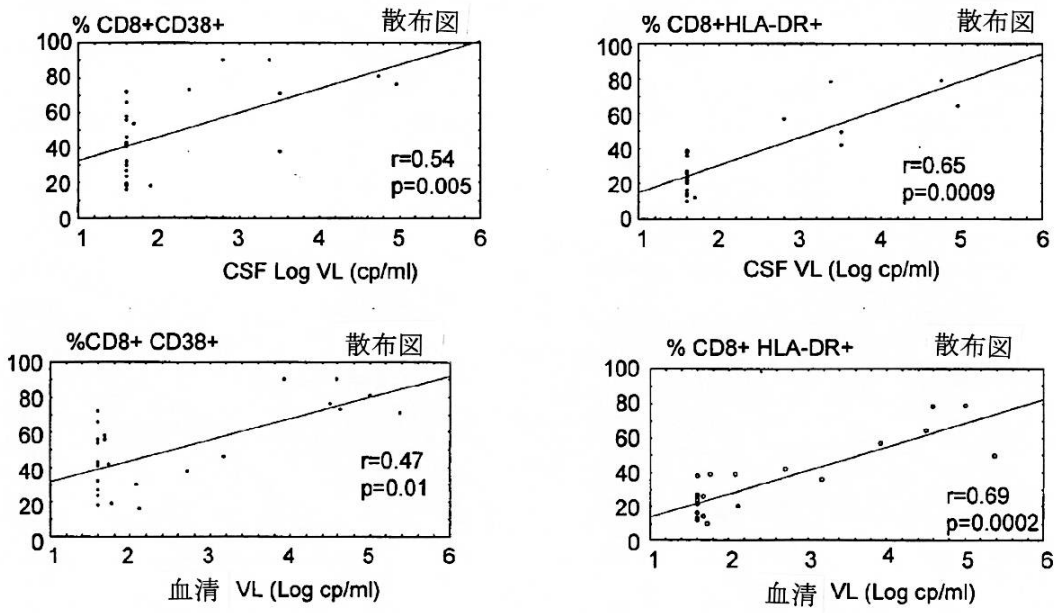 % CD8+CD38+ 散布図
100
80
60
40
20
0
r=0.54
p=0.005
1 2 3 4 5 6
CSF Log VL (cp/ml)
% CD8+HLA-DR+ 散布図
100
80
60
40
20
0
r=0.65
p=0.0009
1 2 3 4 5 6
CSF VL (Log cp/ml)
%CD8+ CD38+ 散布図
100
80
60
40
20
0
r=0.47
p=0.01
1 2 3 4 5 6
血清 VL (Log cp/ml)
% CD8+ HLA-DR+ 散布図
100
80
60
40
20
0
r=0.69
p=0.0002
1 2 3 4 5 6
血清 VL (Log cp/ml)